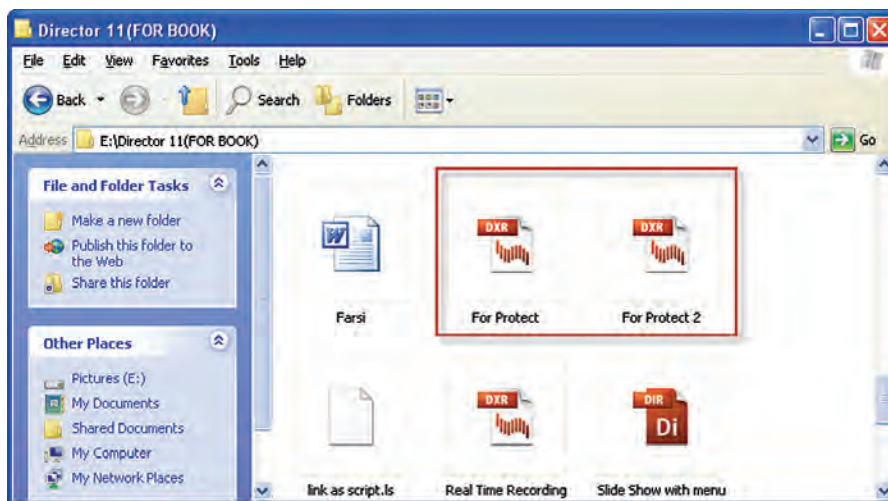 Director 11(FOR BOOK)
File Edit View Favorites Tools Help
Back Search Folders
Address E:\Director 11(FOR BOOK) Go
File and Folder Tasks
Make a new folder
Publish this folder to
the Web
Share this folder
Other Places
Pictures (E:)
My Documents
Shared Documents
My Computer
My Network Places
W DXR DXR
Farsi For Protect For Protect 2
DXR DIR
Di
link as script.ls Real Time Recording Slide Show with menu